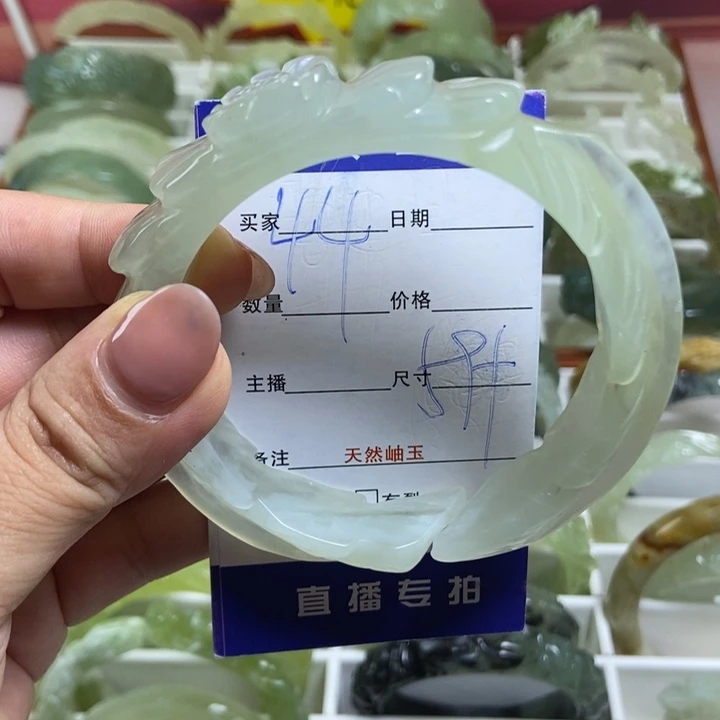 买家 44 日期
数量 价格
主播 尺寸
备注 天然岫玉
直播专拍